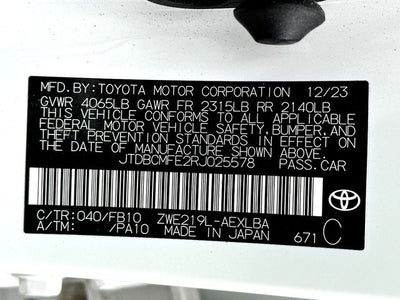 MFD. BY: TOYOTA MOTOR CORPORATION 12/23
GVWR 4065LB GAWR FR 2315LB RR 2140LB
THIS VEHICLE CONFORMS TO ALL APPLICABLE
FEDERAL MOTOR VEHICLE SAFETY, BUMPER, AND
THEFT PREVENTION STANDARDS IN EFFECT ON
THE DATE OF MANUFACTURE SHOWN ABOVE.
JTDBCMFE2RJ025578 PASS. CAR
C/TR: 040/FB10 ZWE219L-AEXLBA
A/TM: /PA10 MADE IN JAPAN 671 C
TOYOTA